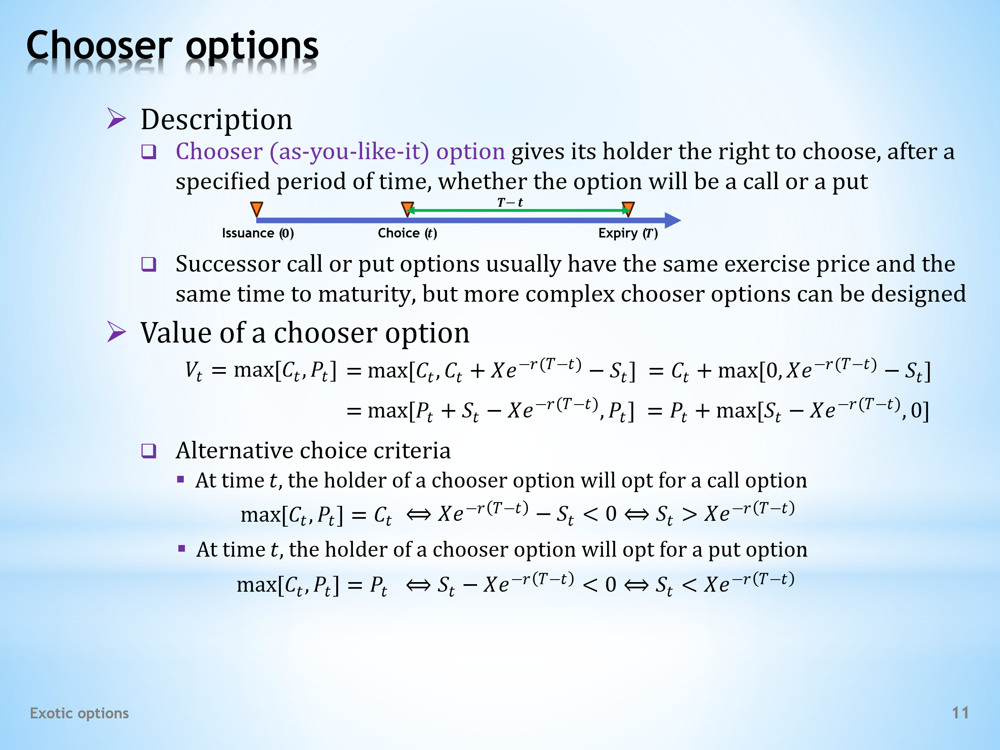 Chooser options
Description
Chooser (as-you-like-it) option gives its holder the right to choose, after a
specified period of time, whether the option will be a call or a put
T − t
Issuance (0) Choice (t) Expiry (T)
Successor call or put options usually have the same exercise price and the
same time to maturity, but more complex chooser options can be designed
Value of a chooser option
V_t = max[C_t, P_t] = max[C_t, C_t + Xe^{−r(T−t)} − S_t] = C_t + max[0, Xe^{−r(T−t)} − S_t]
= max[P_t + S_t − Xe^{−r(T−t)}, P_t] = P_t + max[S_t − Xe^{−r(T−t)}, 0]
Alternative choice criteria
At time t, the holder of a chooser option will opt for a call option
max[C_t, P_t] = C_t ⟺ Xe^{−r(T−t)} − S_t < 0 ⟺ S_t > Xe^{−r(T−t)}
At time t, the holder of a chooser option will opt for a put option
max[C_t, P_t] = P_t ⟺ S_t − Xe^{−r(T−t)} < 0 ⟺ S_t < Xe^{−r(T−t)}
Exotic options 11